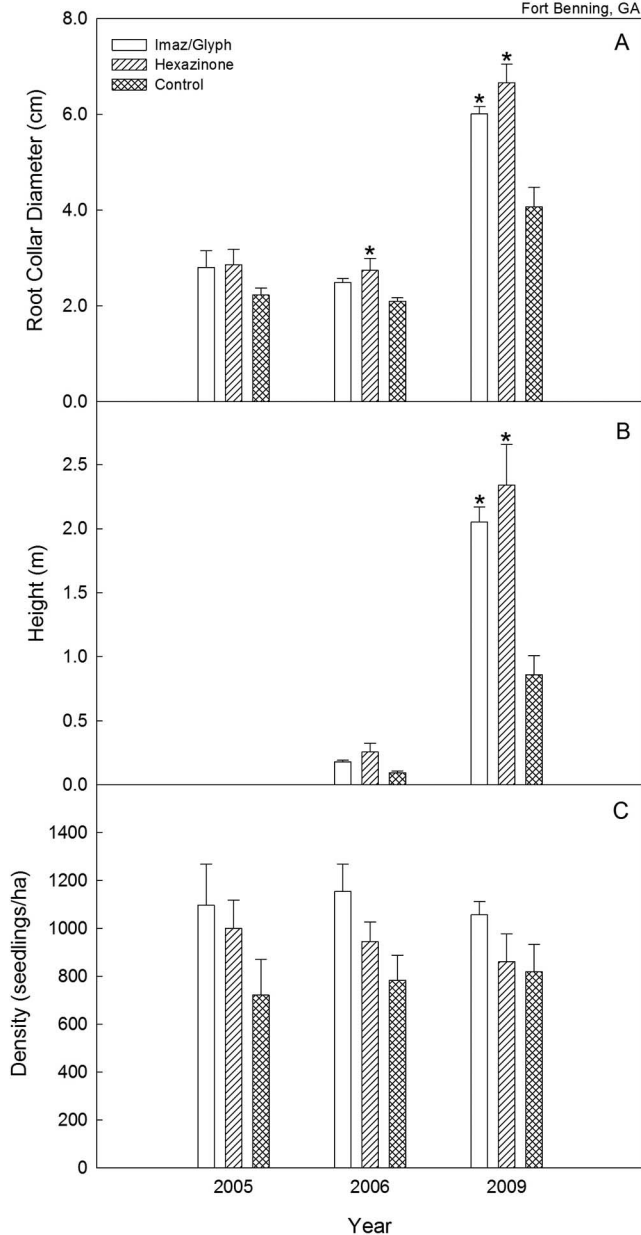 Fort Benning, GA
A
Imaz/Glyph
Hexazinone
Control
Root Collar Diameter (cm)
8.0
6.0
4.0
2.0
0.0
* * *
B
Height (m)
2.5
2.0
1.5
1.0
0.5
0.0
* *
C
Density (seedlings/ha)
1400
1200
1000
800
600
400
200
0
2005 2006 2009
Year